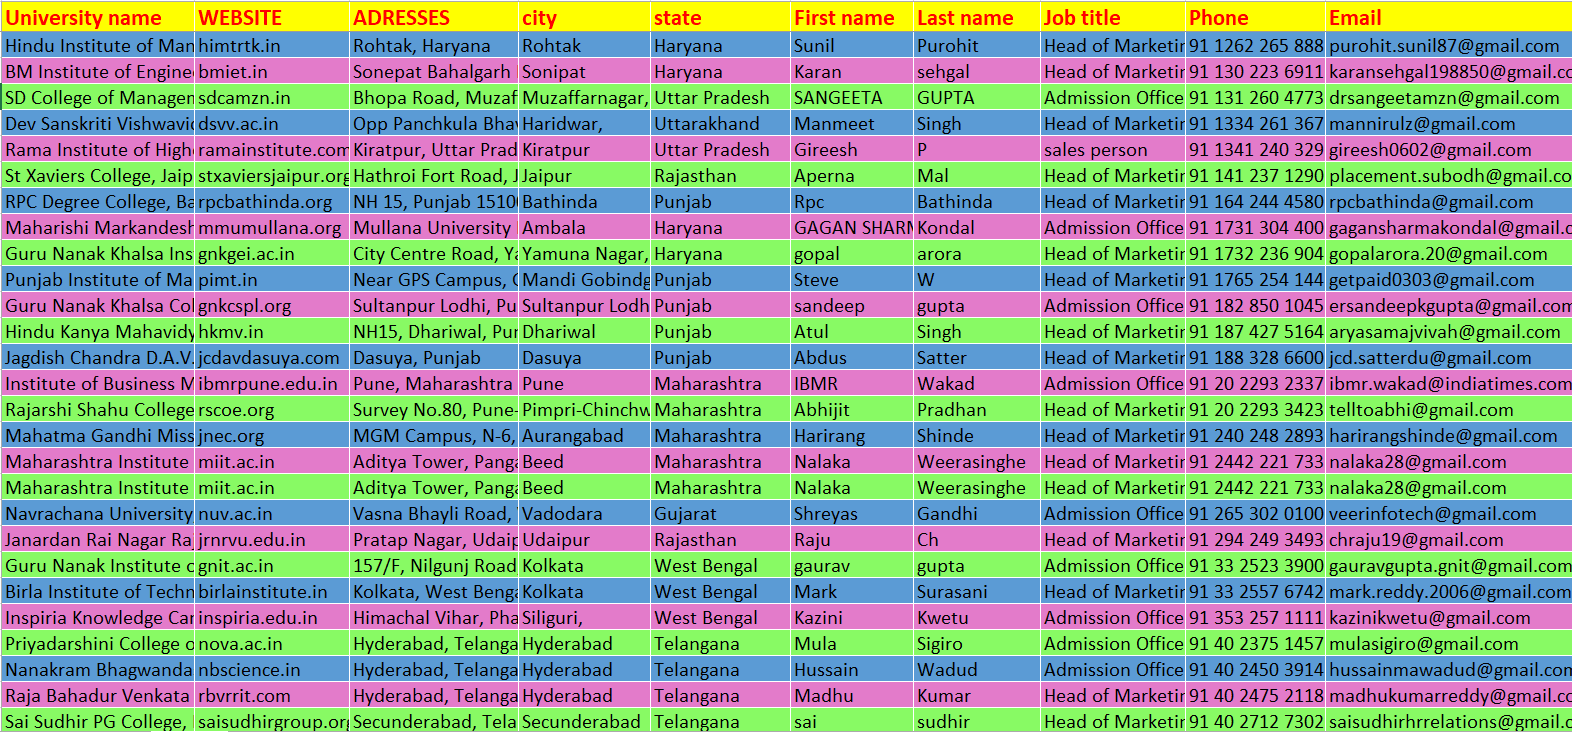 University name WEBSITE ADRESSES city state First name Last name Job title Phone Email
Hindu Institute of Man himtrtk.in Rohtak, Haryana Rohtak Haryana Sunil Purohit Head of Marketin 91 1262 265 888 purohit.sunil87@gmail.com
BM Institute of Engine bmiet.in Sonepat Bahalgarh Sonipat Haryana Karan sehgal Head of Marketin 91 130 223 6911 karansehgal198850@gmail.co
SD College of Managem sdcamzn.in Bhopa Road, Muzaf Muzaffarnagar, Uttar Pradesh SANGEETA GUPTA Admission Office 91 131 260 4773 drsangeetamzn@gmail.com
Dev Sanskriti Vishwavid dsvv.ac.in Opp Panchkula Bhav Haridwar, Uttarakhand Manmeet Singh Head of Marketin 91 1334 261 367 mannirulz@gmail.com
Rama Institute of High ramainstitute.com Kiratpur, Uttar Prad Kiratpur Uttar Pradesh Gireesh P sales person 91 1341 240 329 gireesh0602@gmail.com
St Xaviers College, Jaip stxaviersjaipur.org Hathroi Fort Road, J Jaipur Rajasthan Aperna Mal Head of Marketin 91 141 237 1290 placement.subodh@gmail.co
RPC Degree College, Ba rpcbathinda.org NH 15, Punjab 1510 Bathinda Punjab Rpc Bathinda Head of Marketin 91 164 244 4580 rpcbathinda@gmail.com
Maharishi Markandesh mmumullana.org Mullana University Ambala Haryana GAGAN SHARM Kondal Admission Office 91 1731 304 400 gagansharmakondal@gmail.c
Guru Nanak Khalsa Ins gnkgei.ac.in City Centre Road, Ya Yamuna Nagar, Haryana gopal arora Head of Marketin 91 1732 236 904 gopalarora.20@gmail.com
Punjab Institute of Ma pimt.in Near GPS Campus, G Mandi Gobindg Punjab Steve W Head of Marketin 91 1765 254 144 getpaid0303@gmail.com
Guru Nanak Khalsa Col gnkcspl.org Sultanpur Lodhi, Pu Sultanpur Lodh Punjab sandeep gupta Admission Office 91 182 850 1045 ersandeepkgupta@gmail.com
Hindu Kanya Mahavidy hkmv.in NH15, Dhariwal, Pun Dhariwal Punjab Atul Singh Head of Marketin 91 187 427 5164 aryasamajvivah@gmail.com
Jagdish Chandra D.A.V. jcdavdasuya.com Dasuya, Punjab Dasuya Punjab Abdus Satter Head of Marketin 91 188 328 6600 jcd.satterdu@gmail.com
Institute of Business M ibmrpune.edu.in Pune, Maharashtra Pune Maharashtra IBMR Wakad Admission Office 91 20 2293 2337 ibmr.wakad@indiatimes.com
Rajarshi Shahu College rscoe.org Survey No.80, Pune- Pimpri-Chinchw Maharashtra Abhijit Pradhan Head of Marketin 91 20 2293 3423 telltoabhi@gmail.com
Mahatma Gandhi Miss jnec.org MGM Campus, N-6, Aurangabad Maharashtra Harirang Shinde Head of Marketin 91 240 248 2893 harirangshinde@gmail.com
Maharashtra Institute miit.ac.in Aditya Tower, Panga Beed Maharashtra Nalaka Weerasinghe Head of Marketin 91 2442 221 733 nalaka28@gmail.com
Maharashtra Institute miit.ac.in Aditya Tower, Panga Beed Maharashtra Nalaka Weerasinghe Head of Marketin 91 2442 221 733 nalaka28@gmail.com
Navrachana University nuv.ac.in Vasna Bhayli Road, Vadodara Gujarat Shreyas Gandhi Admission Office 91 265 302 0100 veerinfotech@gmail.com
Janardan Rai Nagar Ra jrnrvu.edu.in Pratap Nagar, Udaip Udaipur Rajasthan Raju Ch Head of Marketin 91 294 249 3493 chraju19@gmail.com
Guru Nanak Institute o gnit.ac.in 157/F, Nilgunj Road Kolkata West Bengal gaurav gupta Admission Office 91 33 2523 3900 gauravgupta.gnit@gmail.com
Birla Institute of Techn birlainstitute.in Kolkata, West Benga Kolkata West Bengal Mark Surasani Head of Marketin 91 33 2557 6742 mark.reddy.2006@gmail.com
Inspiria Knowledge Car inspiria.edu.in Himachal Vihar, Pha Siliguri, West Bengal Kazini Kwetu Admission Office 91 353 257 1111 kazinikwetu@gmail.com
Priyadarshini College o nova.ac.in Hyderabad, Telanga Hyderabad Telangana Mula Sigiro Admission Office 91 40 2375 1457 mulasigiro@gmail.com
Nanakram Bhagwanda nbscience.in Hyderabad, Telanga Hyderabad Telangana Hussain Wadud Admission Office 91 40 2450 3914 hussainmawadud@gmail.com
Raja Bahadur Venkata rbvrrit.com Hyderabad, Telanga Hyderabad Telangana Madhu Kumar Head of Marketin 91 40 2475 2118 madhukumarreddy@gmail.co
Sai Sudhir PG College, saisudhirgroup.org Secunderabad, Tela Secunderabad Telangana sai sudhir Head of Marketin 91 40 2712 7302 saisudhirhrrelations@gmail.c